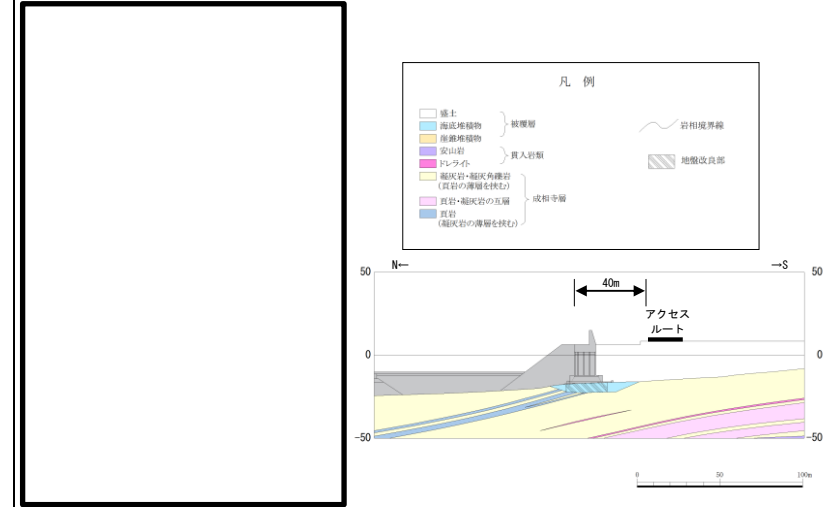 凡 例
盛土
海底堆積物
崖錐堆積物
被覆層
安山岩
ドレライト
貫入岩類
凝灰岩・凝灰角礫岩
(頁岩の薄層を挟む)
頁岩・凝灰岩の互層
頁岩
(凝灰岩の薄層を挟む)
成相寺層
岩相境界線
地盤改良部
N←
→S
50
50
40m
アクセス
ルート
0
0
-50
-50
0
50
100m